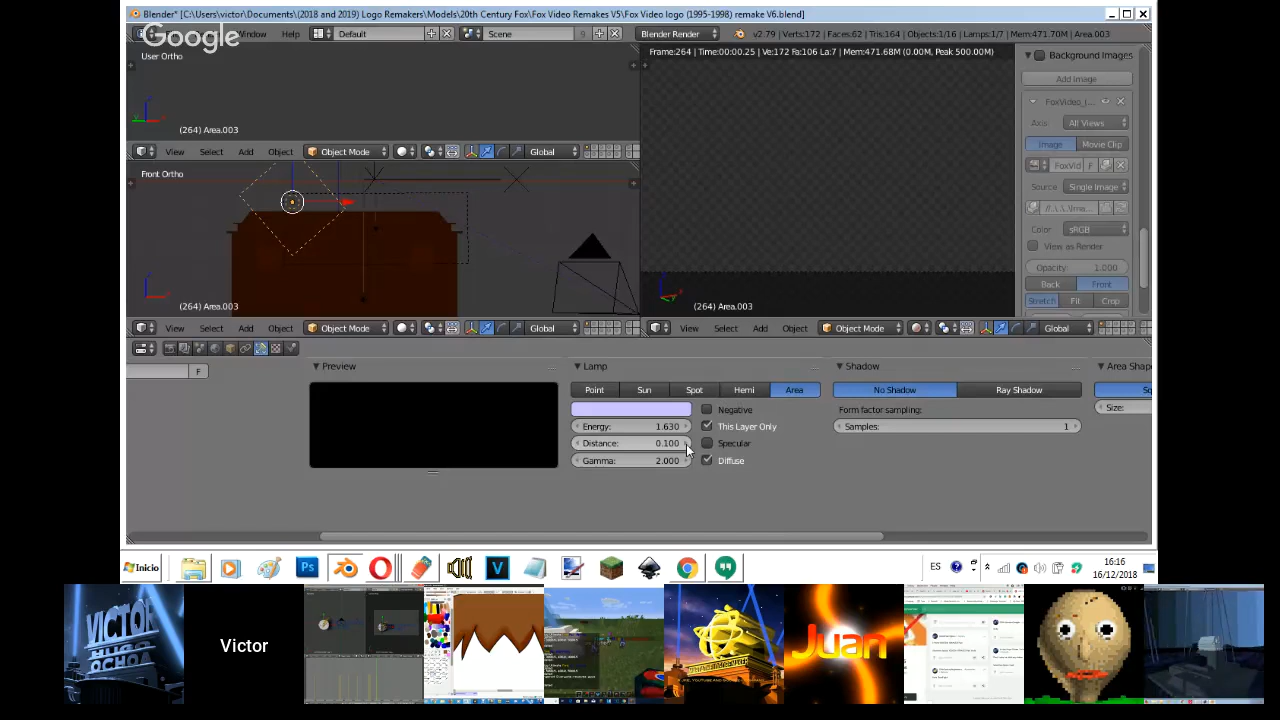 Blender* [C:\Users\victor\Documents\(2018 and 2019) Logo Remakers\Models\20th Century Fox\Fox Video Remakes V5\Fox Video logo (1995-1998) remake V6.blend]
Google
Window Help Default Scene 9 Blender Render v2.79 | Verts:172 | Faces:62 | Tris:164 | Objects:1/16 | Lamps:1/7 | Mem:471.70M | Area.003
User Ortho
Frame:264 | Time:00:00.25 | Ve:172 Fa:106 La:7 | Mem:471.68M (0.00M, Peak 500.00M)
Background Images
Add Image
Axis: All Views
Image Movie Clip
FoxVid F
Source: Single Image
Color: sRGB
View as Render
Opacity: 1.000
Back Front
Stretch Fit Crop
(264) Area.003
View Select Add Object Object Mode Global
Front Ortho
(264) Area.003
(264) Area.003
View Select Add Object Object Mode Global
View Select Add Object Object Mode Global
F
Preview
Lamp
Point Sun Spot Hemi Area
Energy: 1.630
Distance: 0.100
Gamma: 2.000
Negative
This Layer Only
Specular
Diffuse
Shadow
No Shadow Ray Shadow
Form factor sampling:
Samples: 1
Area Shap
Sq
Size:
Inicio
ES
16:16
16/12/2018
VICTOR
Victor
uan